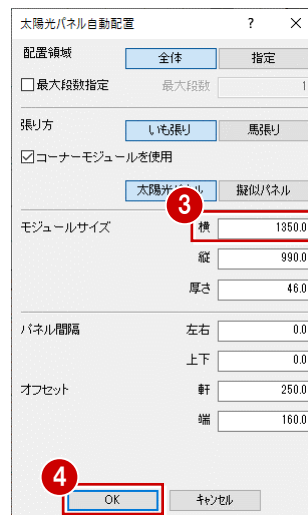 太陽光パネル自動配置 ? ×
配置領域 全体 指定
最大段数指定 最大段数 1
張り方 いも張り 馬張り
コーナーモジュールを使用
太陽光パネル 擬似パネル
3
モジュールサイズ 横 1350.0
縦 990.0
厚さ 46.0
パネル間隔 左右 0.0
上下 0.0
オフセット 軒 250.0
端 160.0
4
OK キャンセル